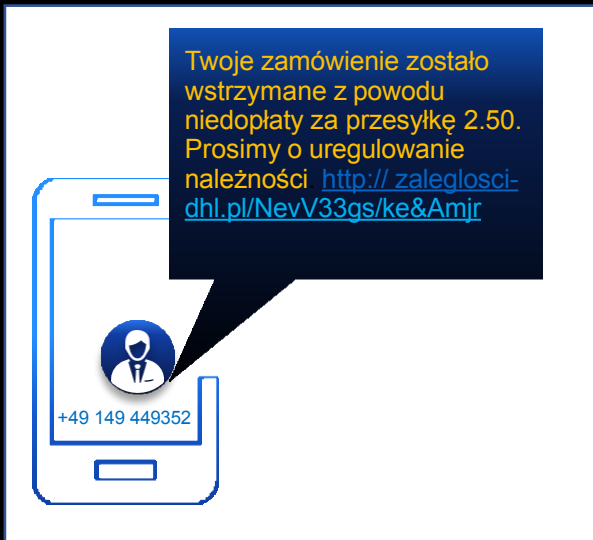 Twoje zamówienie zostało
wstrzymane z powodu
niedopłaty za przesyłkę 2.50.
Prosimy o uregulowanie
należności. http:// zaleglosci-
dhl.pl/NevV33gs/ke&Amjr
+49 149 449352